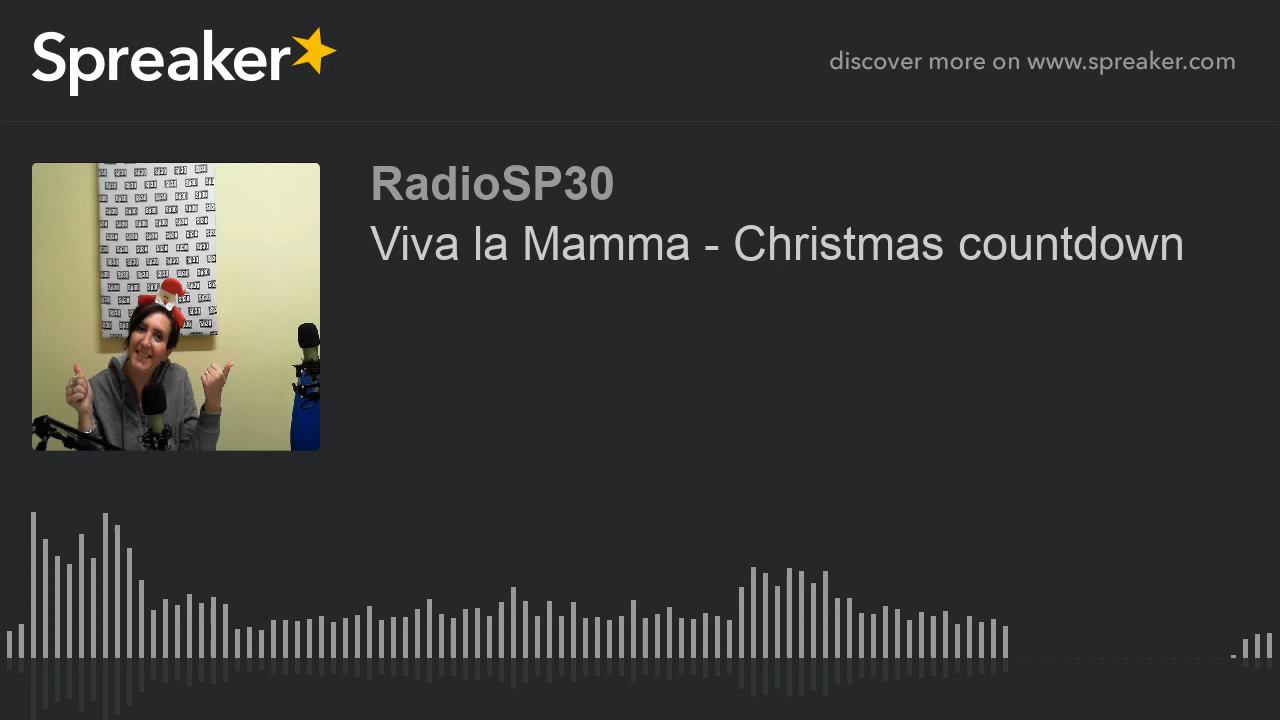 Spreaker
discover more on www.spreaker.com
RadioSP30
Viva la Mamma - Christmas countdown